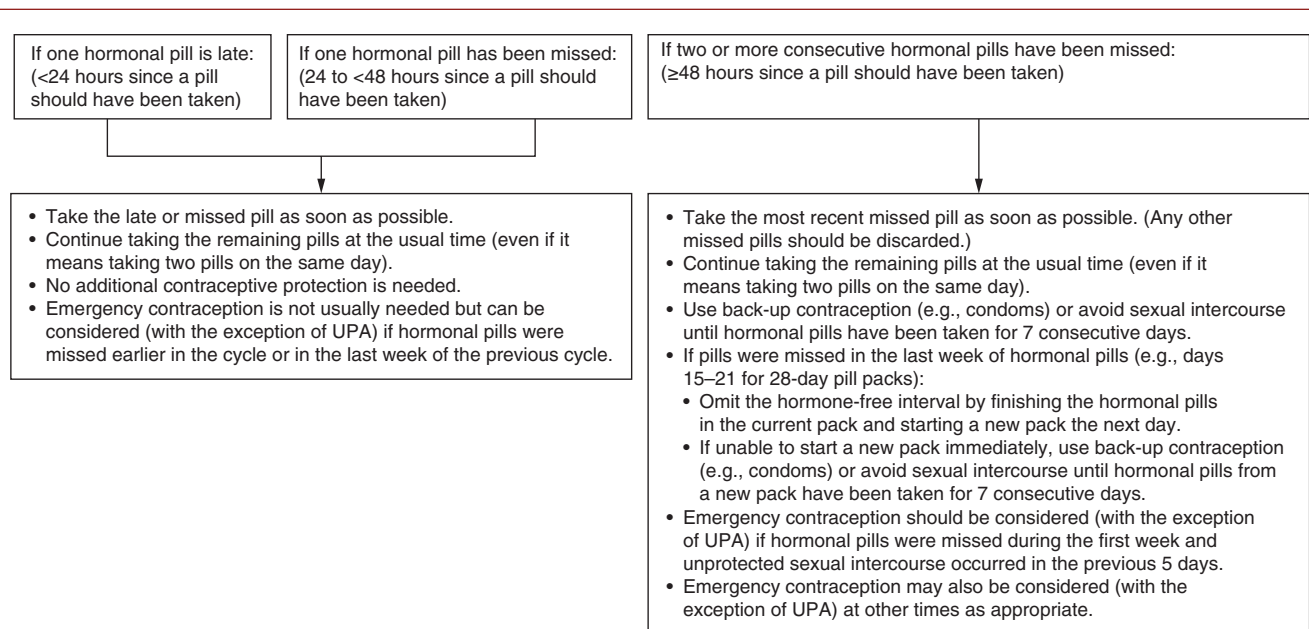 If one hormonal pill is late:
(<24 hours since a pill
should have been taken)
If one hormonal pill has been missed:
(24 to <48 hours since a pill should
have been taken)
If two or more consecutive hormonal pills have been missed:
(≥48 hours since a pill should have been taken)
• Take the late or missed pill as soon as possible.
• Continue taking the remaining pills at the usual time (even if it
means taking two pills on the same day).
• No additional contraceptive protection is needed.
• Emergency contraception is not usually needed but can be
considered (with the exception of UPA) if hormonal pills were
missed earlier in the cycle or in the last week of the previous cycle.
• Take the most recent missed pill as soon as possible. (Any other
missed pills should be discarded.)
• Continue taking the remaining pills at the usual time (even if it
means taking two pills on the same day).
• Use back-up contraception (e.g., condoms) or avoid sexual intercourse
until hormonal pills have been taken for 7 consecutive days.
• If pills were missed in the last week of hormonal pills (e.g., days
15–21 for 28-day pill packs):
• Omit the hormone-free interval by finishing the hormonal pills
in the current pack and starting a new pack the next day.
• If unable to start a new pack immediately, use back-up contraception
(e.g., condoms) or avoid sexual intercourse until hormonal pills from
a new pack have been taken for 7 consecutive days.
• Emergency contraception should be considered (with the exception
of UPA) if hormonal pills were missed during the first week and
unprotected sexual intercourse occurred in the previous 5 days.
• Emergency contraception may also be considered (with the
exception of UPA) at other times as appropriate.